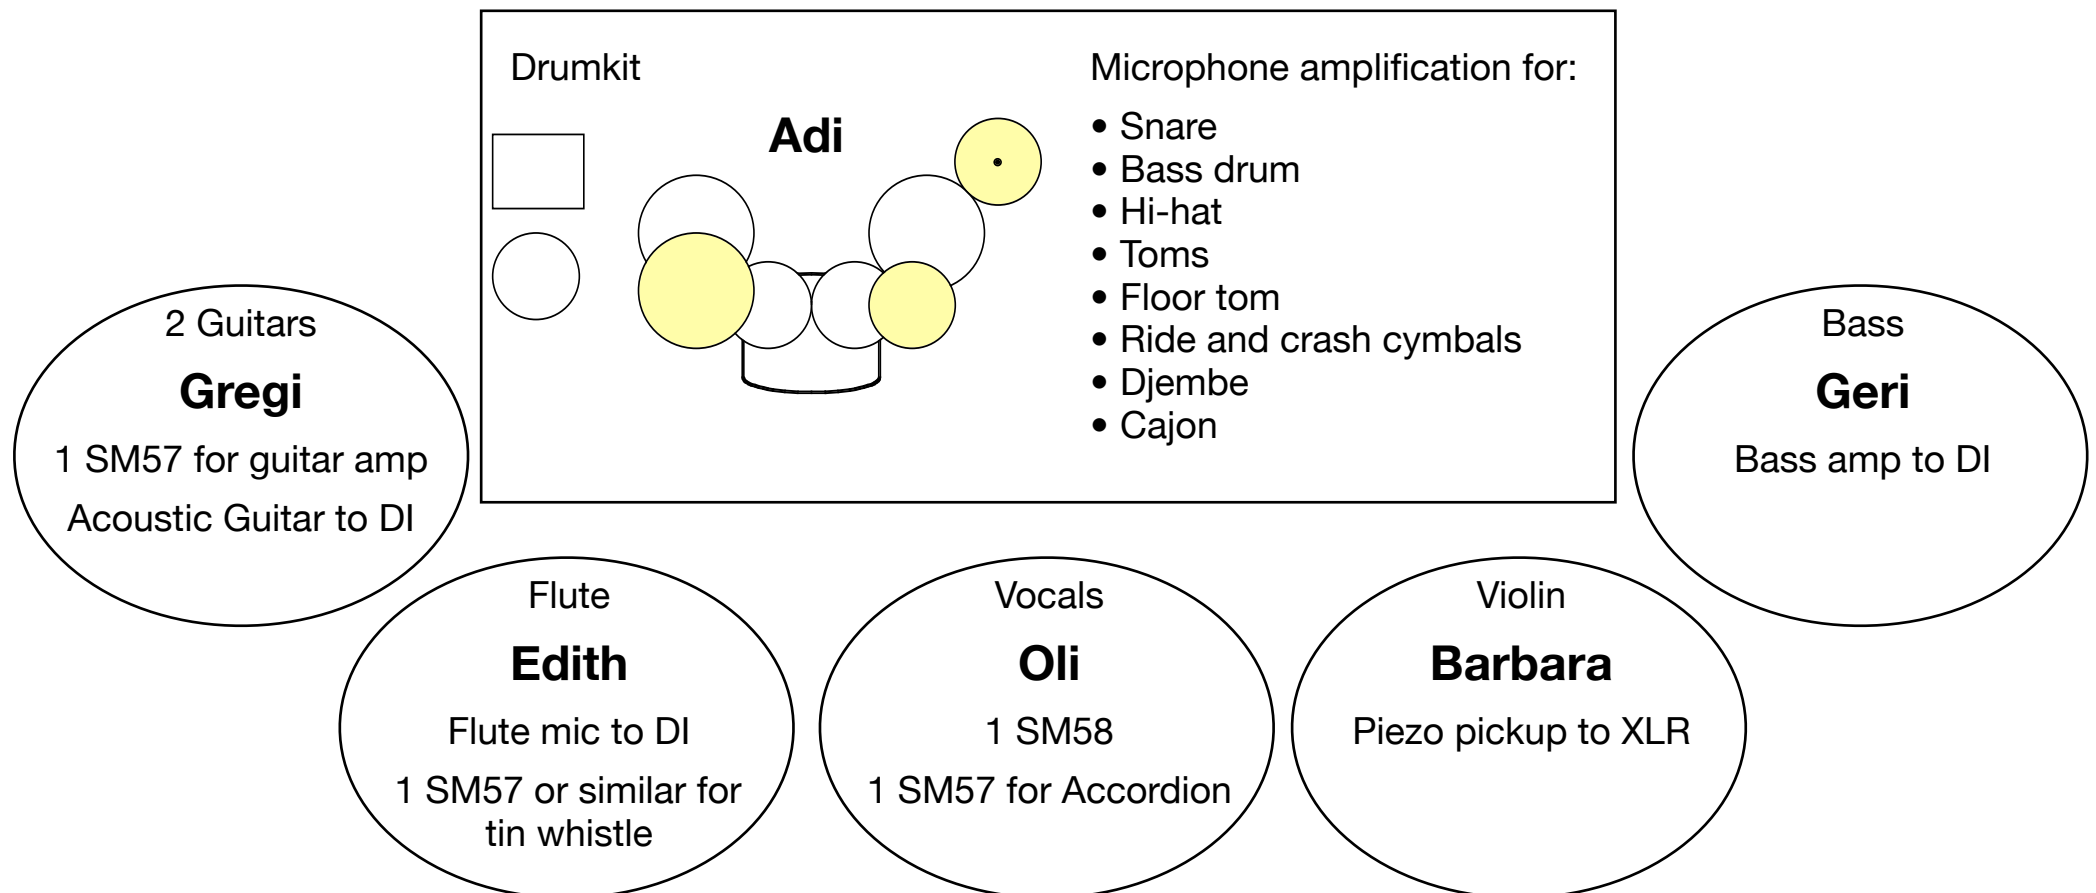 Drumkit
Adi
Microphone amplification for:
• Snare
• Bass drum
• Hi-hat
• Toms
• Floor tom
• Ride and crash cymbals
• Djembe
• Cajon
2 Guitars
Gregi
1 SM57 for guitar amp
Acoustic Guitar to DI
Bass
Geri
Bass amp to DI
Flute
Edith
Flute mic to DI
1 SM57 or similar for
tin whistle
Vocals
Oli
1 SM58
1 SM57 for Accordion
Violin
Barbara
Piezo pickup to XLR